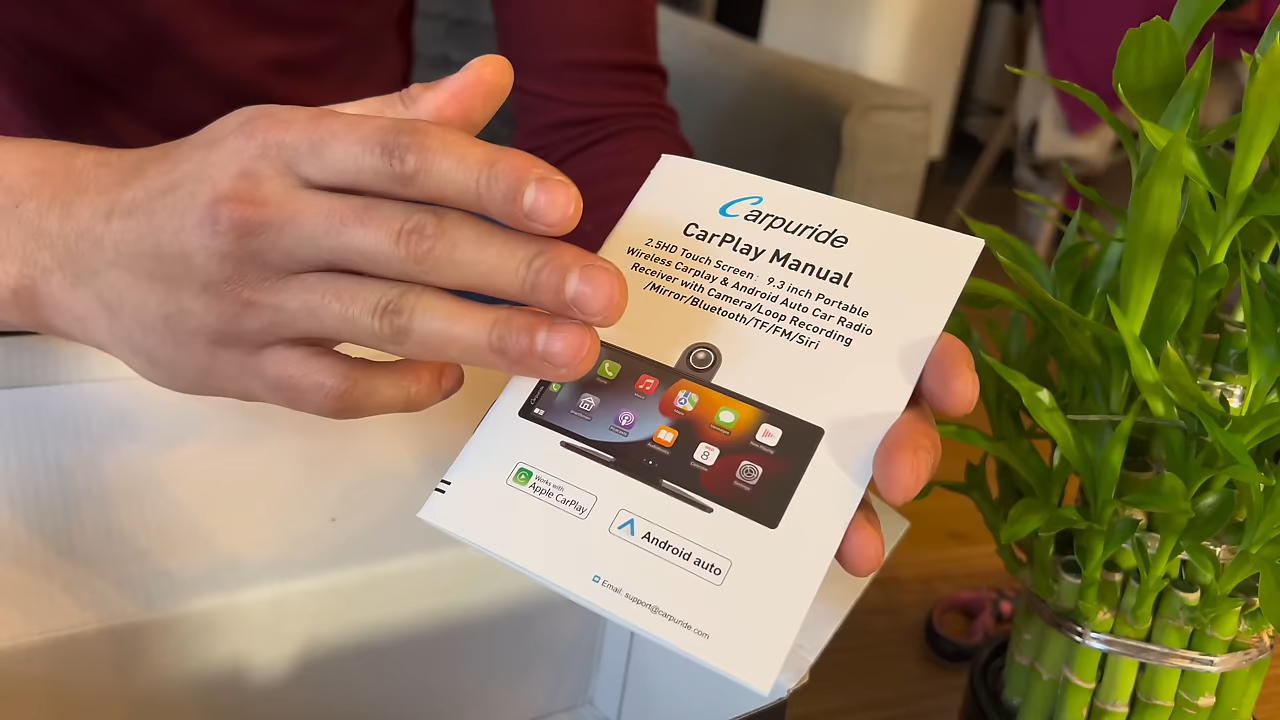 Carpuride
CarPlay Manual
2.5HD Touch Screen: 9.3 inch Portable
Wireless Carplay & Android Auto Car Radio
Receiver with Camera/Loop Recording
/Mirror/Bluetooth/TF/FM/Siri
8
Works with
Apple CarPlay
Android auto
Email: support@carpuride.com